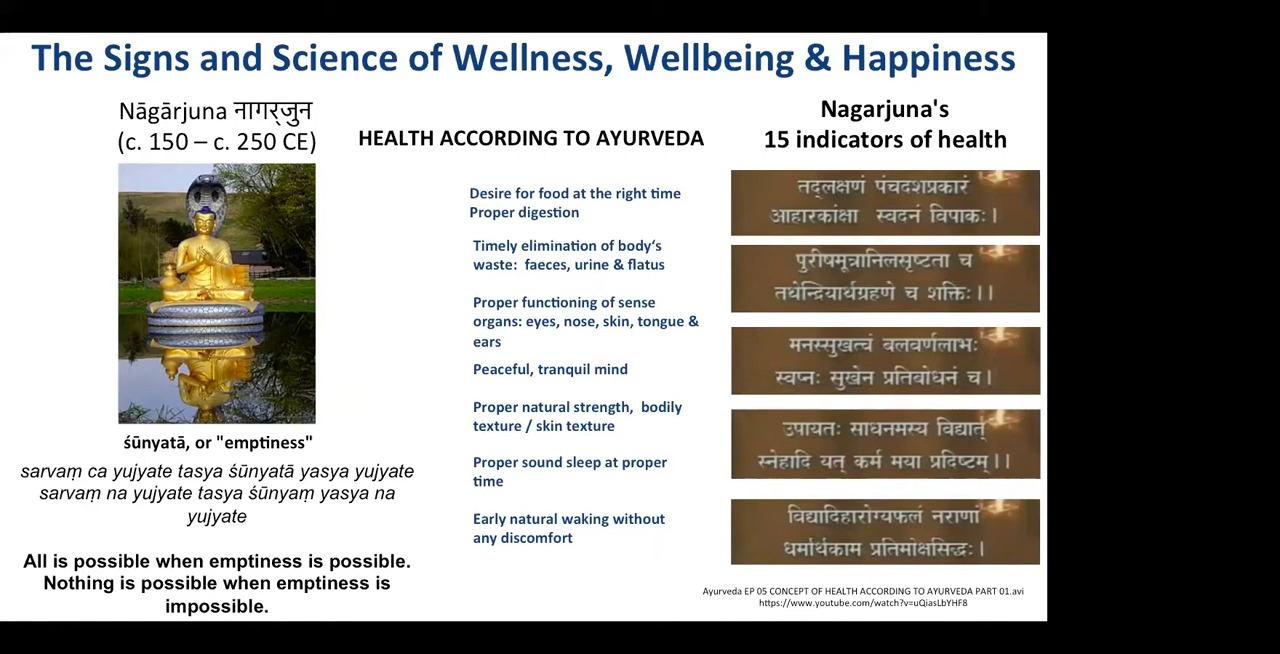 The Signs and Science of Wellness, Wellbeing & Happiness
Nāgārjuna नागर्जुन
(c. 150 – c. 250 CE)
śūnyatā, or "emptiness"
sarvaṃ ca yujyate tasya śūnyatā yasya yujyate
sarvaṃ na yujyate tasya śūnyaṃ yasya na
yujyate
All is possible when emptiness is possible.
Nothing is possible when emptiness is
impossible.
HEALTH ACCORDING TO AYURVEDA
Desire for food at the right time
Proper digestion
Timely elimination of body's
waste: faeces, urine & flatus
Proper functioning of sense
organs: eyes, nose, skin, tongue &
ears
Peaceful, tranquil mind
Proper natural strength, bodily
texture / skin texture
Proper sound sleep at proper
time
Early natural waking without
any discomfort
Nagarjuna's
15 indicators of health
तद्लक्षणं पंचदशप्रकारं
आहारकांक्षा स्वदनं विपाकः।
पुरीषमूत्रानिलसृष्टता च
तथेन्द्रियार्थग्रहणे च शक्तिः।।
मनस्सुखत्वं बलवर्णलाभः
स्वप्नः सुखेन प्रतिबोधनं च।
उपायतः साधनमस्य विद्यात्
स्नेहादि यत् कर्म मया प्रदिष्टम्।।
विद्यादिहारोग्यफलं नराणां
धर्मार्थकाम प्रतिमोक्षसिद्धः।
Ayurveda EP 05 CONCEPT OF HEALTH ACCORDING TO AYURVEDA PART 01.avi
https://www.youtube.com/watch?v=uQiasLbYHF8